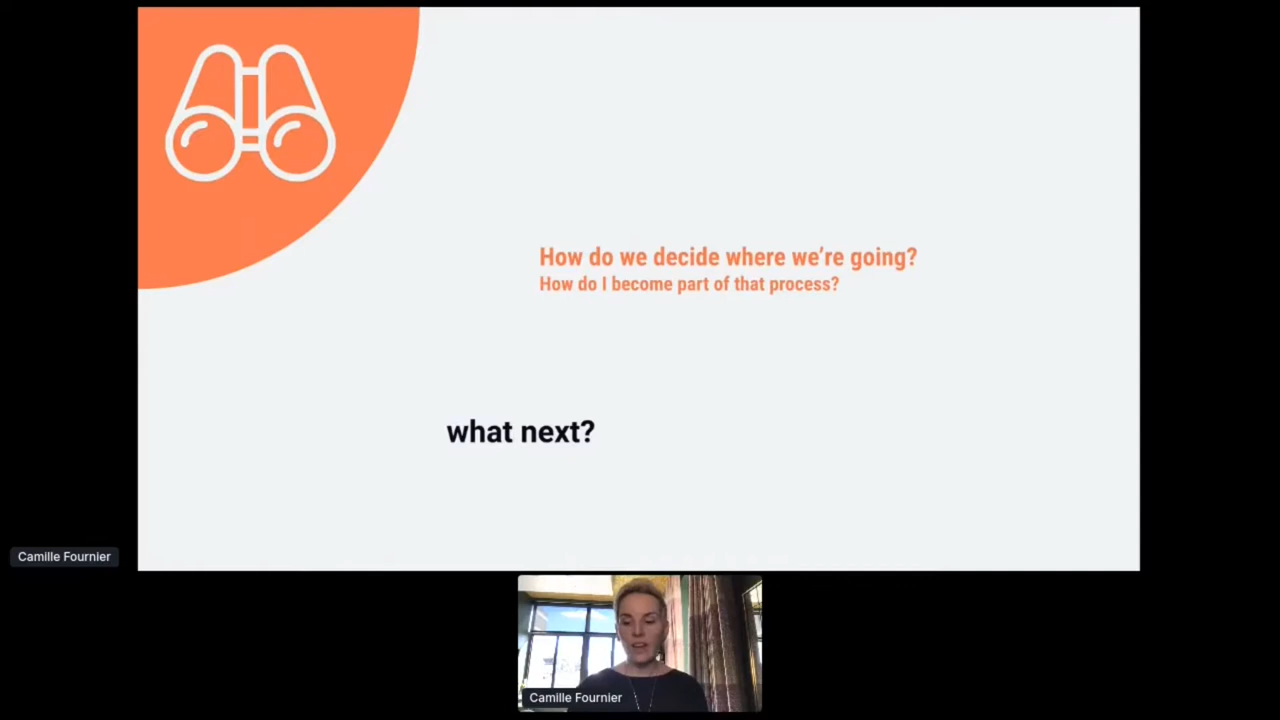 How do we decide where we’re going?
How do I become part of that process?
what next?
Camille Fournier
Camille Fournier